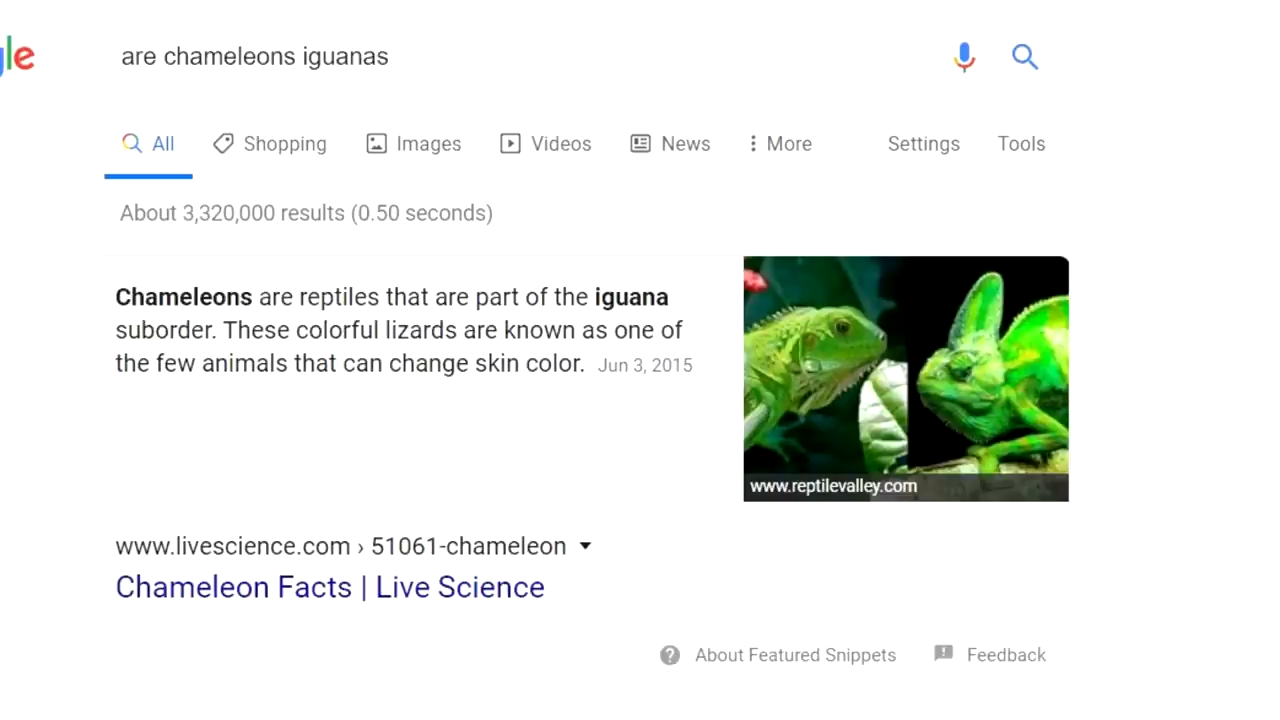 gle
are chameleons iguanas
All Shopping Images Videos News More Settings Tools
About 3,320,000 results (0.50 seconds)
Chameleons are reptiles that are part of the iguana
suborder. These colorful lizards are known as one of
the few animals that can change skin color. Jun 3, 2015
www.reptilevalley.com
www.livescience.com › 51061-chameleon
Chameleon Facts | Live Science
About Featured Snippets Feedback